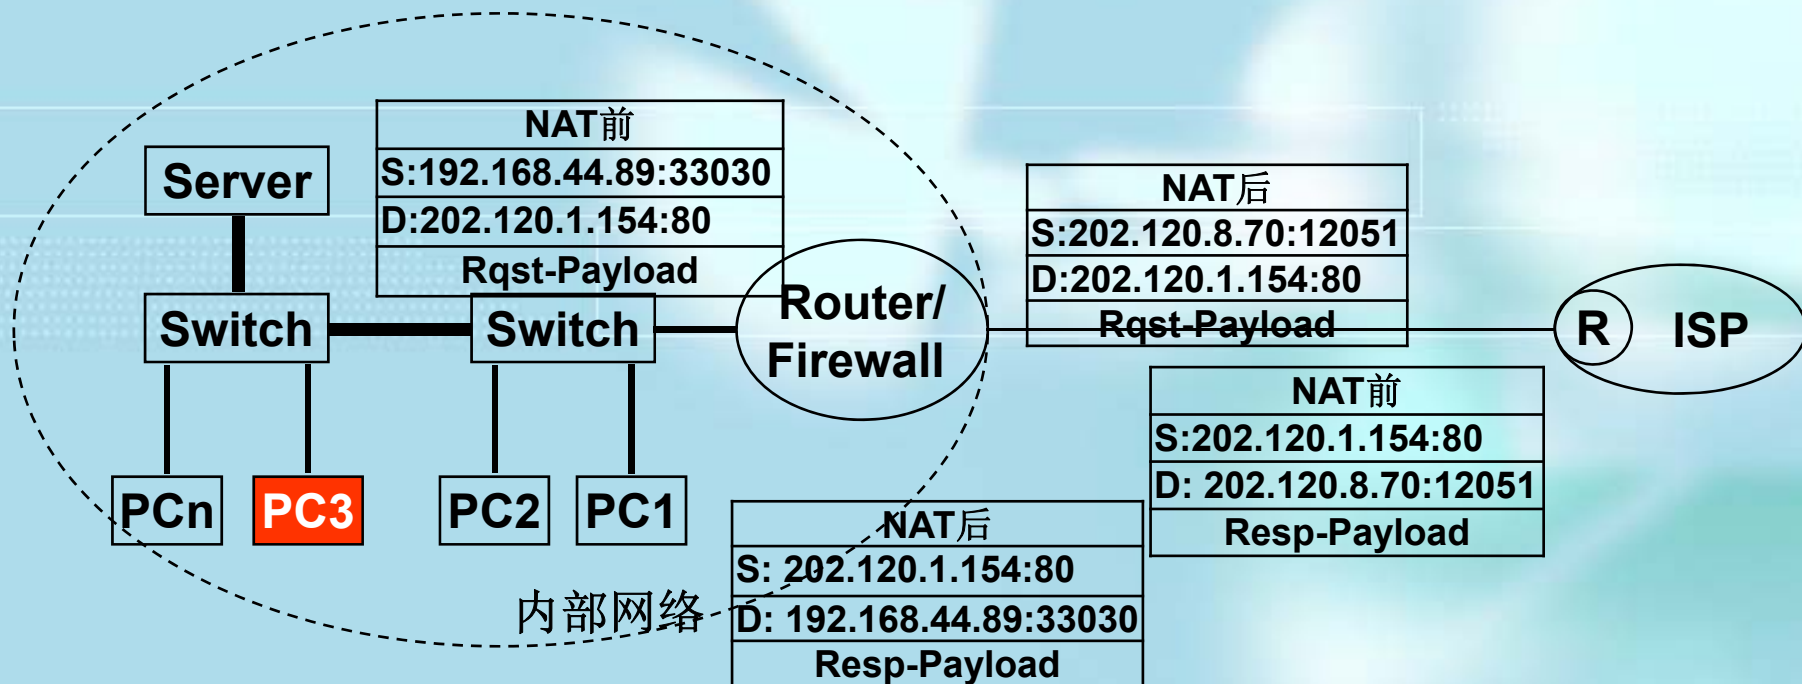 NAT前
S:192.168.44.89:33030
D:202.120.1.154:80
Rqst-Payload
Server
Switch
Switch
Router/
Firewall
NAT后
S:202.120.8.70:12051
D:202.120.1.154:80
Rqst-Payload
R
ISP
NAT前
S:202.120.1.154:80
D: 202.120.8.70:12051
Resp-Payload
PCn
PC3
PC2
PC1
NAT后
S: 202.120.1.154:80
D: 192.168.44.89:33030
Resp-Payload
内部网络